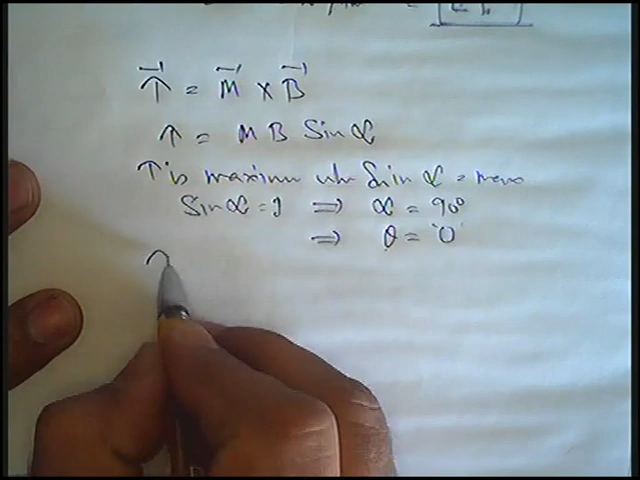 τ⃗ = M⃗ × B⃗
τ = M B Sin α
τ is maximum when Sin α = max
Sin α = 1 ⇒ α = 90°
⇒ θ = '0'
τ